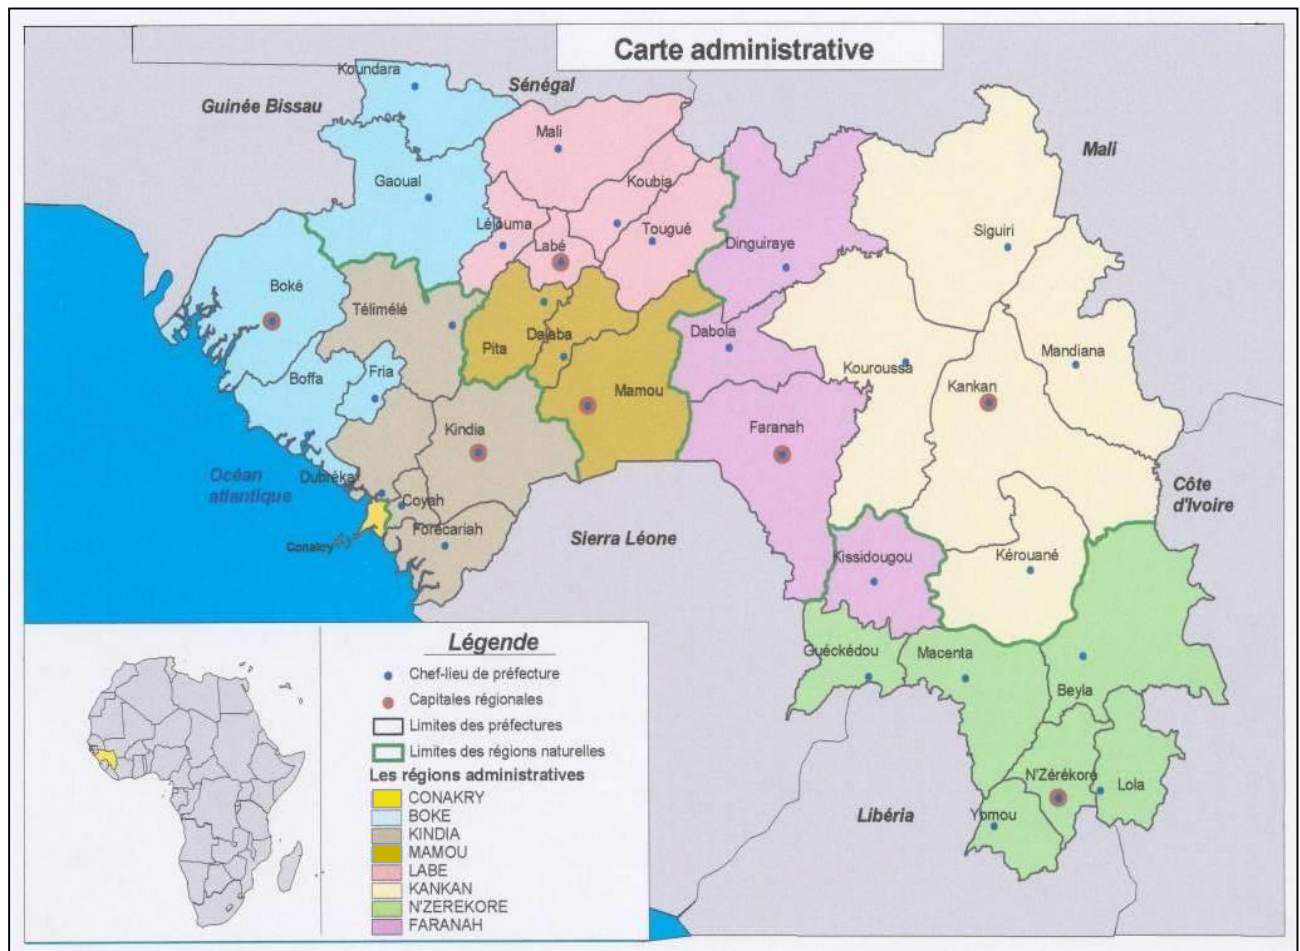 Carte administrative
Koundara
Sénégal
Guinée Bissau
Mali
Mali
Gaoual
Koubia
Lélouma
Tougué
Siguiri
Labé
Dinguiraye
Boké
Télimélé
Dalaba
Dabola
Pita
Mandiana
Boffa
Fria
Kouroussa
Mamou
Kankan
Kindia
Faranah
Océan
atlantique
Dubréka
Coyah
Côte
d'Ivoire
Forécariah
Conakry
Sierra Léone
Kissidougou
Kérouané
Guéckédou
Macenta
Beyla
N'Zérékoré
Lola
Yomou
Libéria
Légende
Chef-lieu de préfecture
Capitales régionales
Limites des préfectures
Limites des régions naturelles
Les régions administratives
CONAKRY
BOKE
KINDIA
MAMOU
LABE
KANKAN
N'ZEREKORE
FARANAH